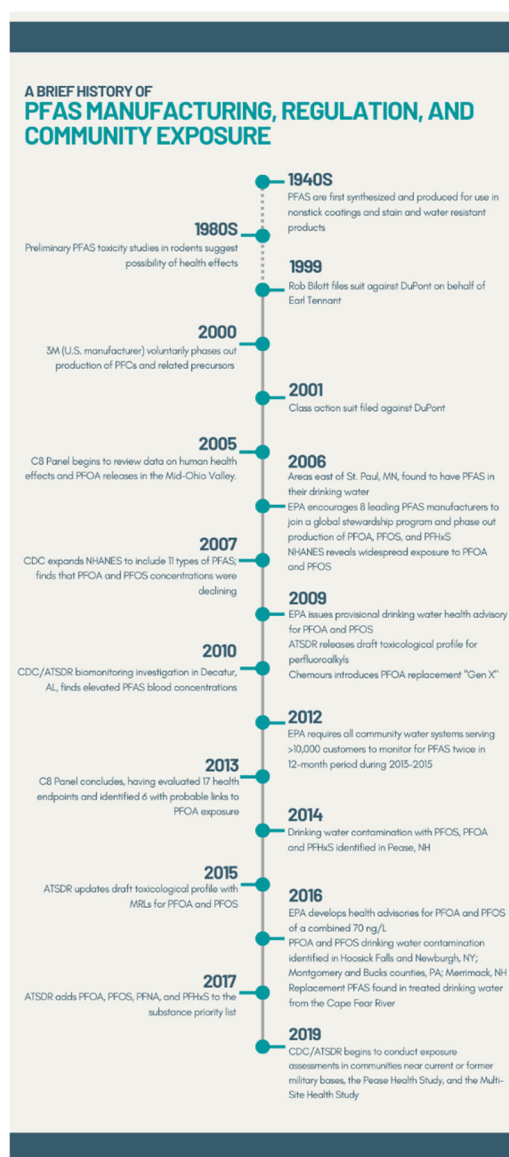 A BRIEF HISTORY OF
PFAS MANUFACTURING, REGULATION, AND
COMMUNITY EXPOSURE
1940S
PFAS are first synthesized and produced for use in
nonstick coatings and stain and water resistant
products
1980S
Preliminary PFAS toxicity studies in rodents suggest
possibility of health effects
1999
Rob Bilott files suit against DuPont on behalf of
Earl Tennant
2000
3M (U.S. manufacturer) voluntarily phases out
production of PFCs and related precursors
2001
Class action suit filed against DuPont
2005
C8 Panel begins to review data on human health
effects and PFOA releases in the Mid-Ohio Valley.
2006
Areas east of St. Paul, MN, found to have PFAS in
their drinking water
EPA encourages 8 leading PFAS manufacturers to
join a global stewardship program and phase out
production of PFOA, PFOS, and PFHxS
NHANES reveals widespread exposure to PFOA
and PFOS
2007
CDC expands NHANES to include 11 types of PFAS;
finds that PFOA and PFOS concentrations were
declining
2009
EPA issues provisional drinking water health advisory
for PFOA and PFOS
ATSDR releases draft toxicological profile for
perfluoroalkyls
Chemours introduces PFOA replacement "Gen X"
2010
CDC/ATSDR biomonitoring investigation in Decatur,
AL, finds elevated PFAS blood concentrations
2012
EPA requires all community water systems serving
>10,000 customers to monitor for PFAS twice in
12-month period during 2013-2015
2013
C8 Panel concludes, having evaluated 17 health
endpoints and identified 6 with probable links to
PFOA exposure
2014
Drinking water contamination with PFOS, PFOA
and PFHxS identified in Pease, NH
2015
ATSDR updates draft toxicological profile with
MRLs for PFOA and PFOS
2016
EPA develops health advisories for PFOA and PFOS
of a combined 70 ng/L
PFOA and PFOS drinking water contamination
identified in Hoosick Falls and Newburgh, NY;
Montgomery and Bucks counties, PA; Merrimack, NH
Replacement PFAS found in treated drinking water
from the Cape Fear River
2017
ATSDR adds PFOA, PFOS, PFNA, and PFHxS to the
substance priority list
2019
CDC/ATSDR begins to conduct exposure
assessments in communities near current or former
military bases, the Pease Health Study, and the Multi-
Site Health Study